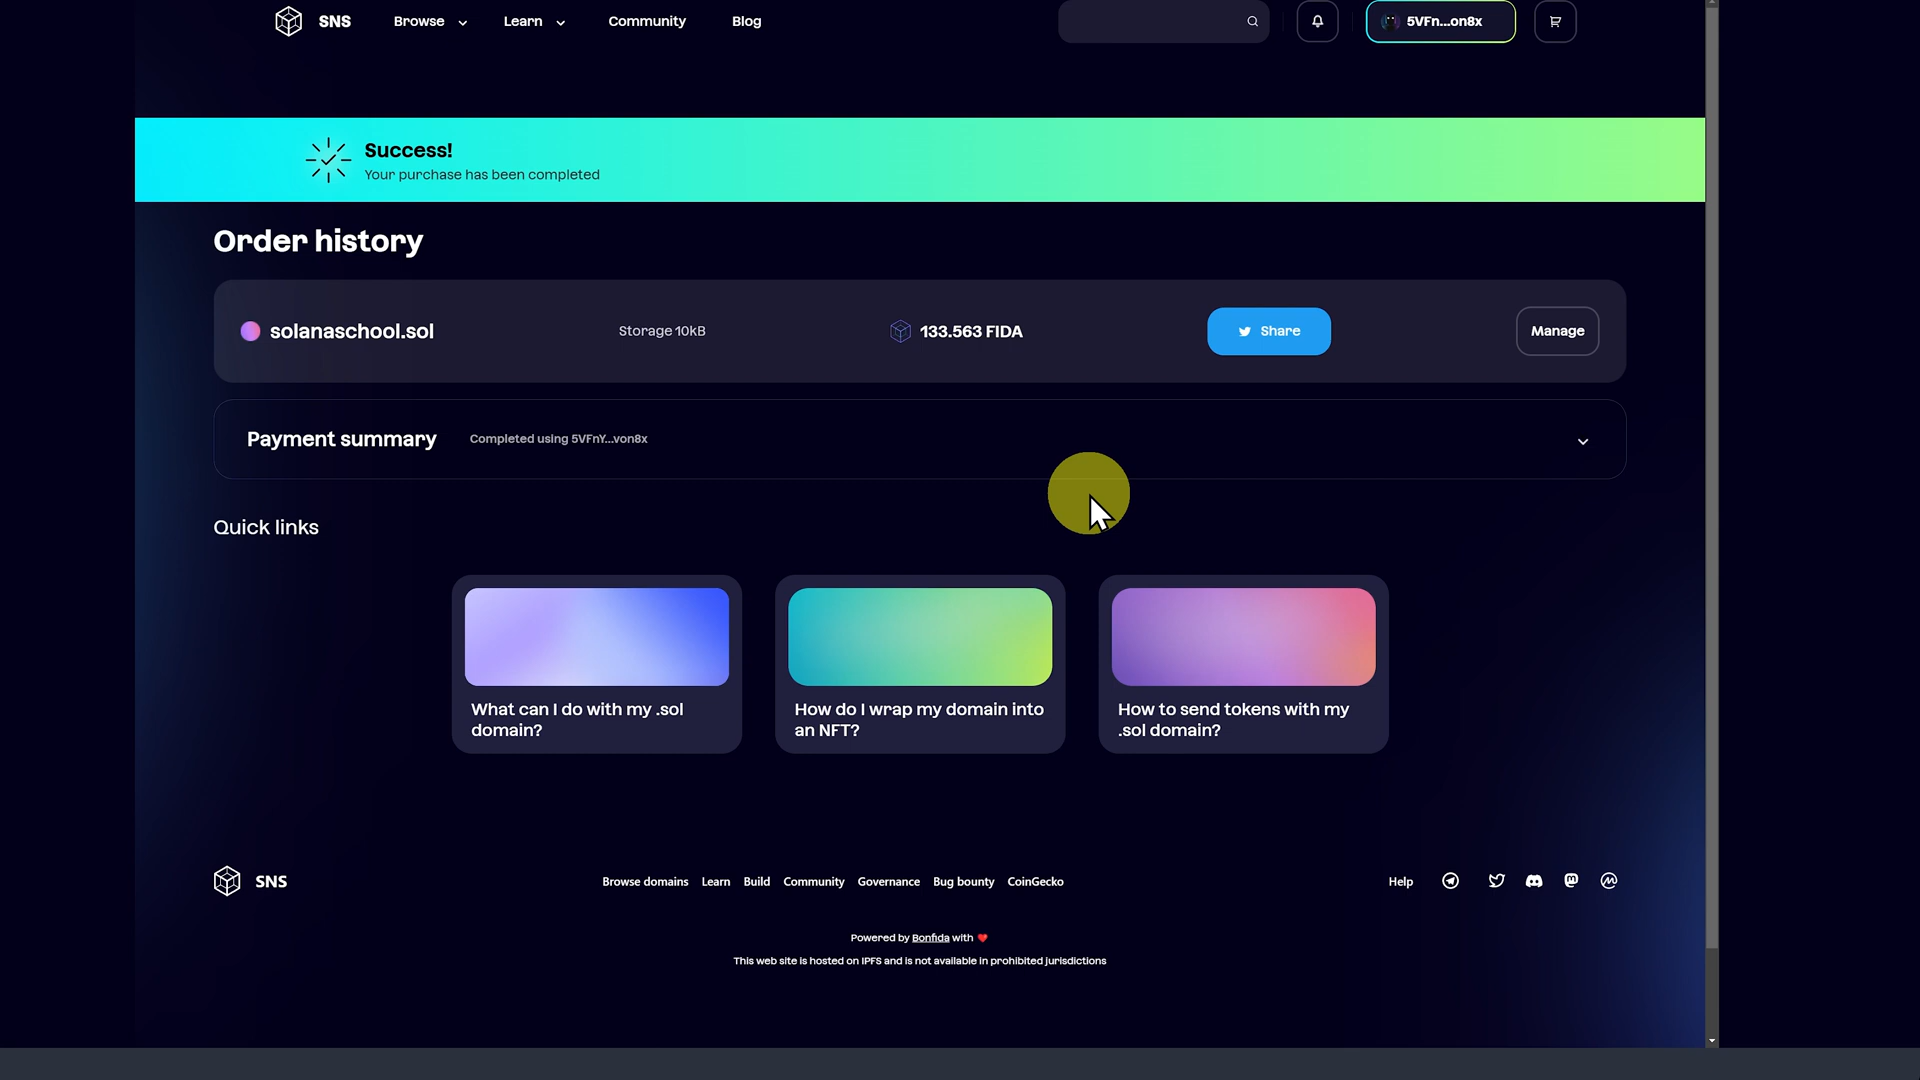 SNS
Browse
Learn
Community
Blog
5VFn...on8x
Success!
Your purchase has been completed
Order history
solanaschool.sol
Storage 10kB
133.563 FIDA
Share
Manage
Payment summary
Completed using 5VFnY...von8x
Quick links
What can I do with my .sol
domain?
How do I wrap my domain into
an NFT?
How to send tokens with my
.sol domain?
SNS
Browse domains
Learn
Build
Community
Governance
Bug bounty
CoinGecko
Help
Powered by Bonfida with ❤️
This web site is hosted on IPFS and is not available in prohibited jurisdictions